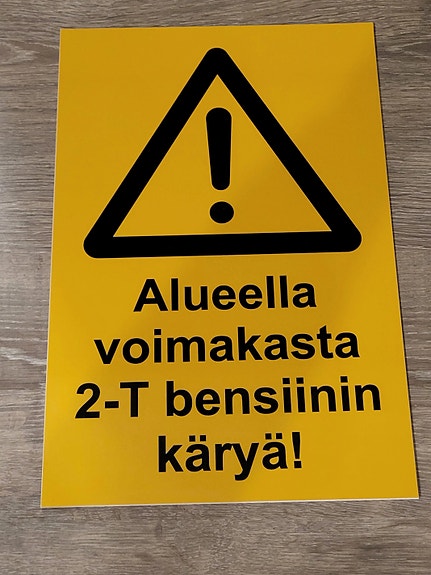 Alueella
voimakasta
2-T bensiinin
käryä!